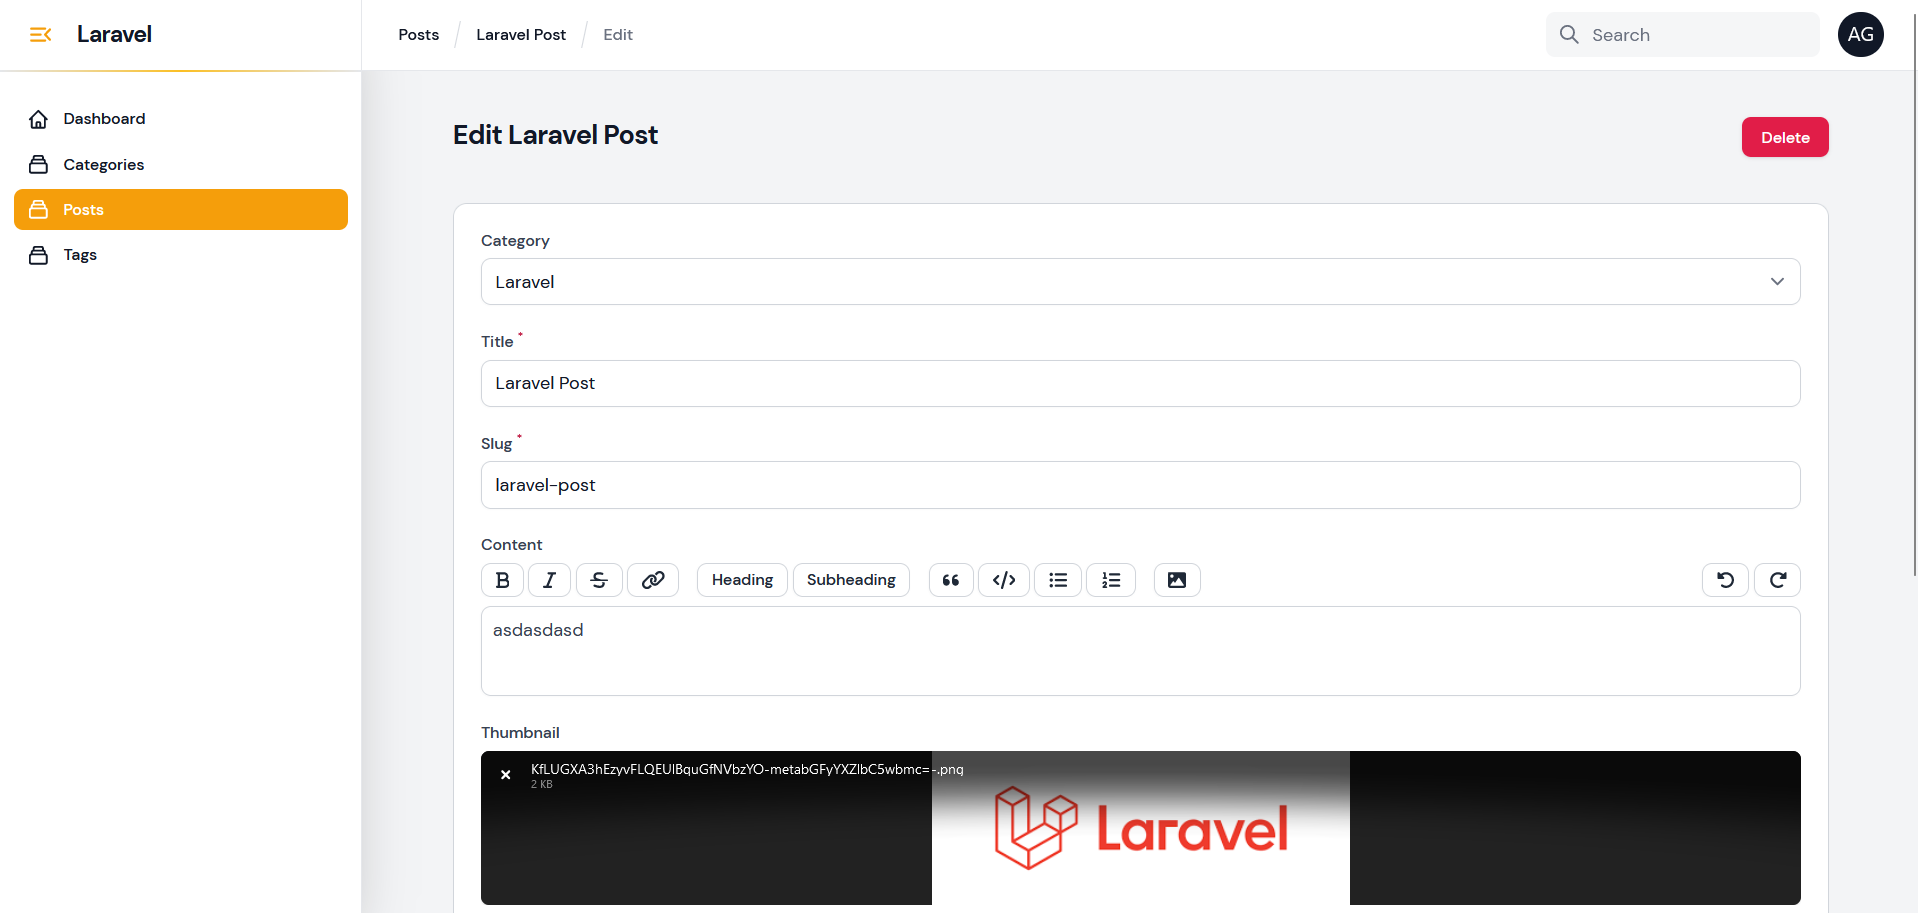 Laravel
Posts / Laravel Post / Edit
Search
AG
Dashboard
Categories
Posts
Tags
Edit Laravel Post
Delete
Category
Laravel
Title *
Laravel Post
Slug *
laravel-post
Content
Heading
Subheading
asdasdasd
Thumbnail
KfLUGXA3hEzyvFLQEUlBquGfNVbzYO-metabGFyYXZlbC5wbmc=-.png
2 KB
Laravel